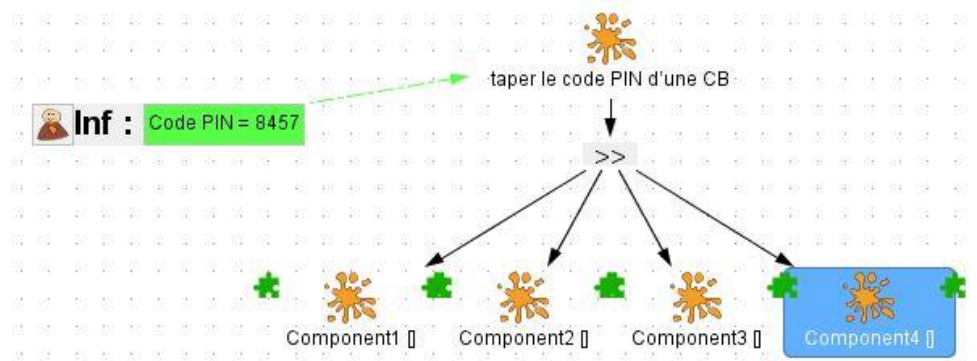 taper le code PIN d'une CB
Inf : Code PIN = 8457
>>
Component1 [] Component2 [] Component3 [] Component4 []